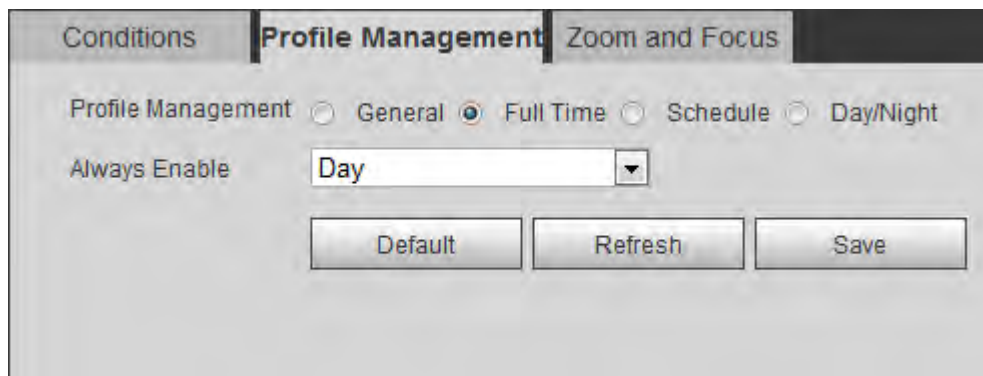 Conditions Profile Management Zoom and Focus
Profile Management General Full Time Schedule Day/Night
Always Enable Day
Default Refresh Save